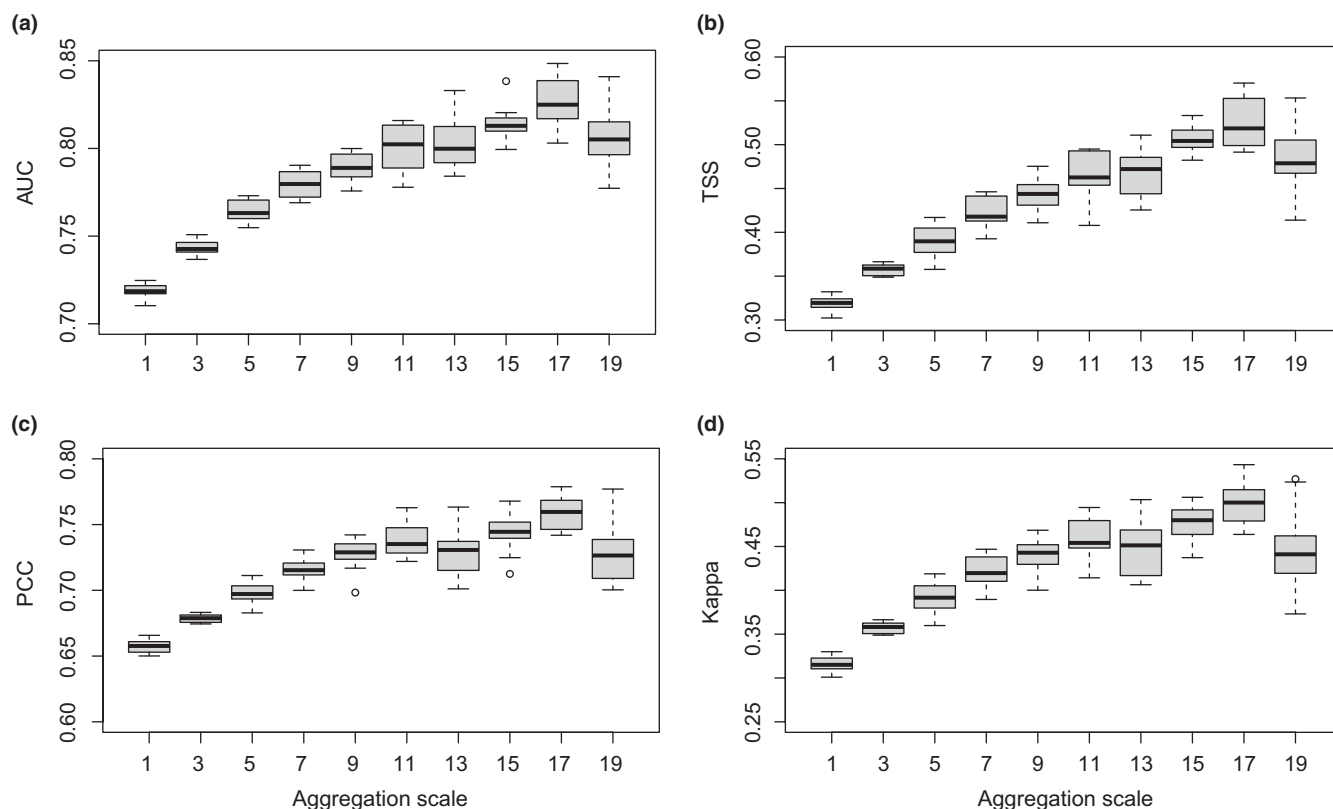 (a)
0.85
0.80
0.75
0.70
AUC
1 3 5 7 9 11 13 15 17 19
(b)
0.60
0.50
0.40
0.30
TSS
1 3 5 7 9 11 13 15 17 19
(c)
0.80
0.75
0.70
0.65
0.60
PCC
1 3 5 7 9 11 13 15 17 19
Aggregation scale
(d)
0.55
0.45
0.35
0.25
Kappa
1 3 5 7 9 11 13 15 17 19
Aggregation scale